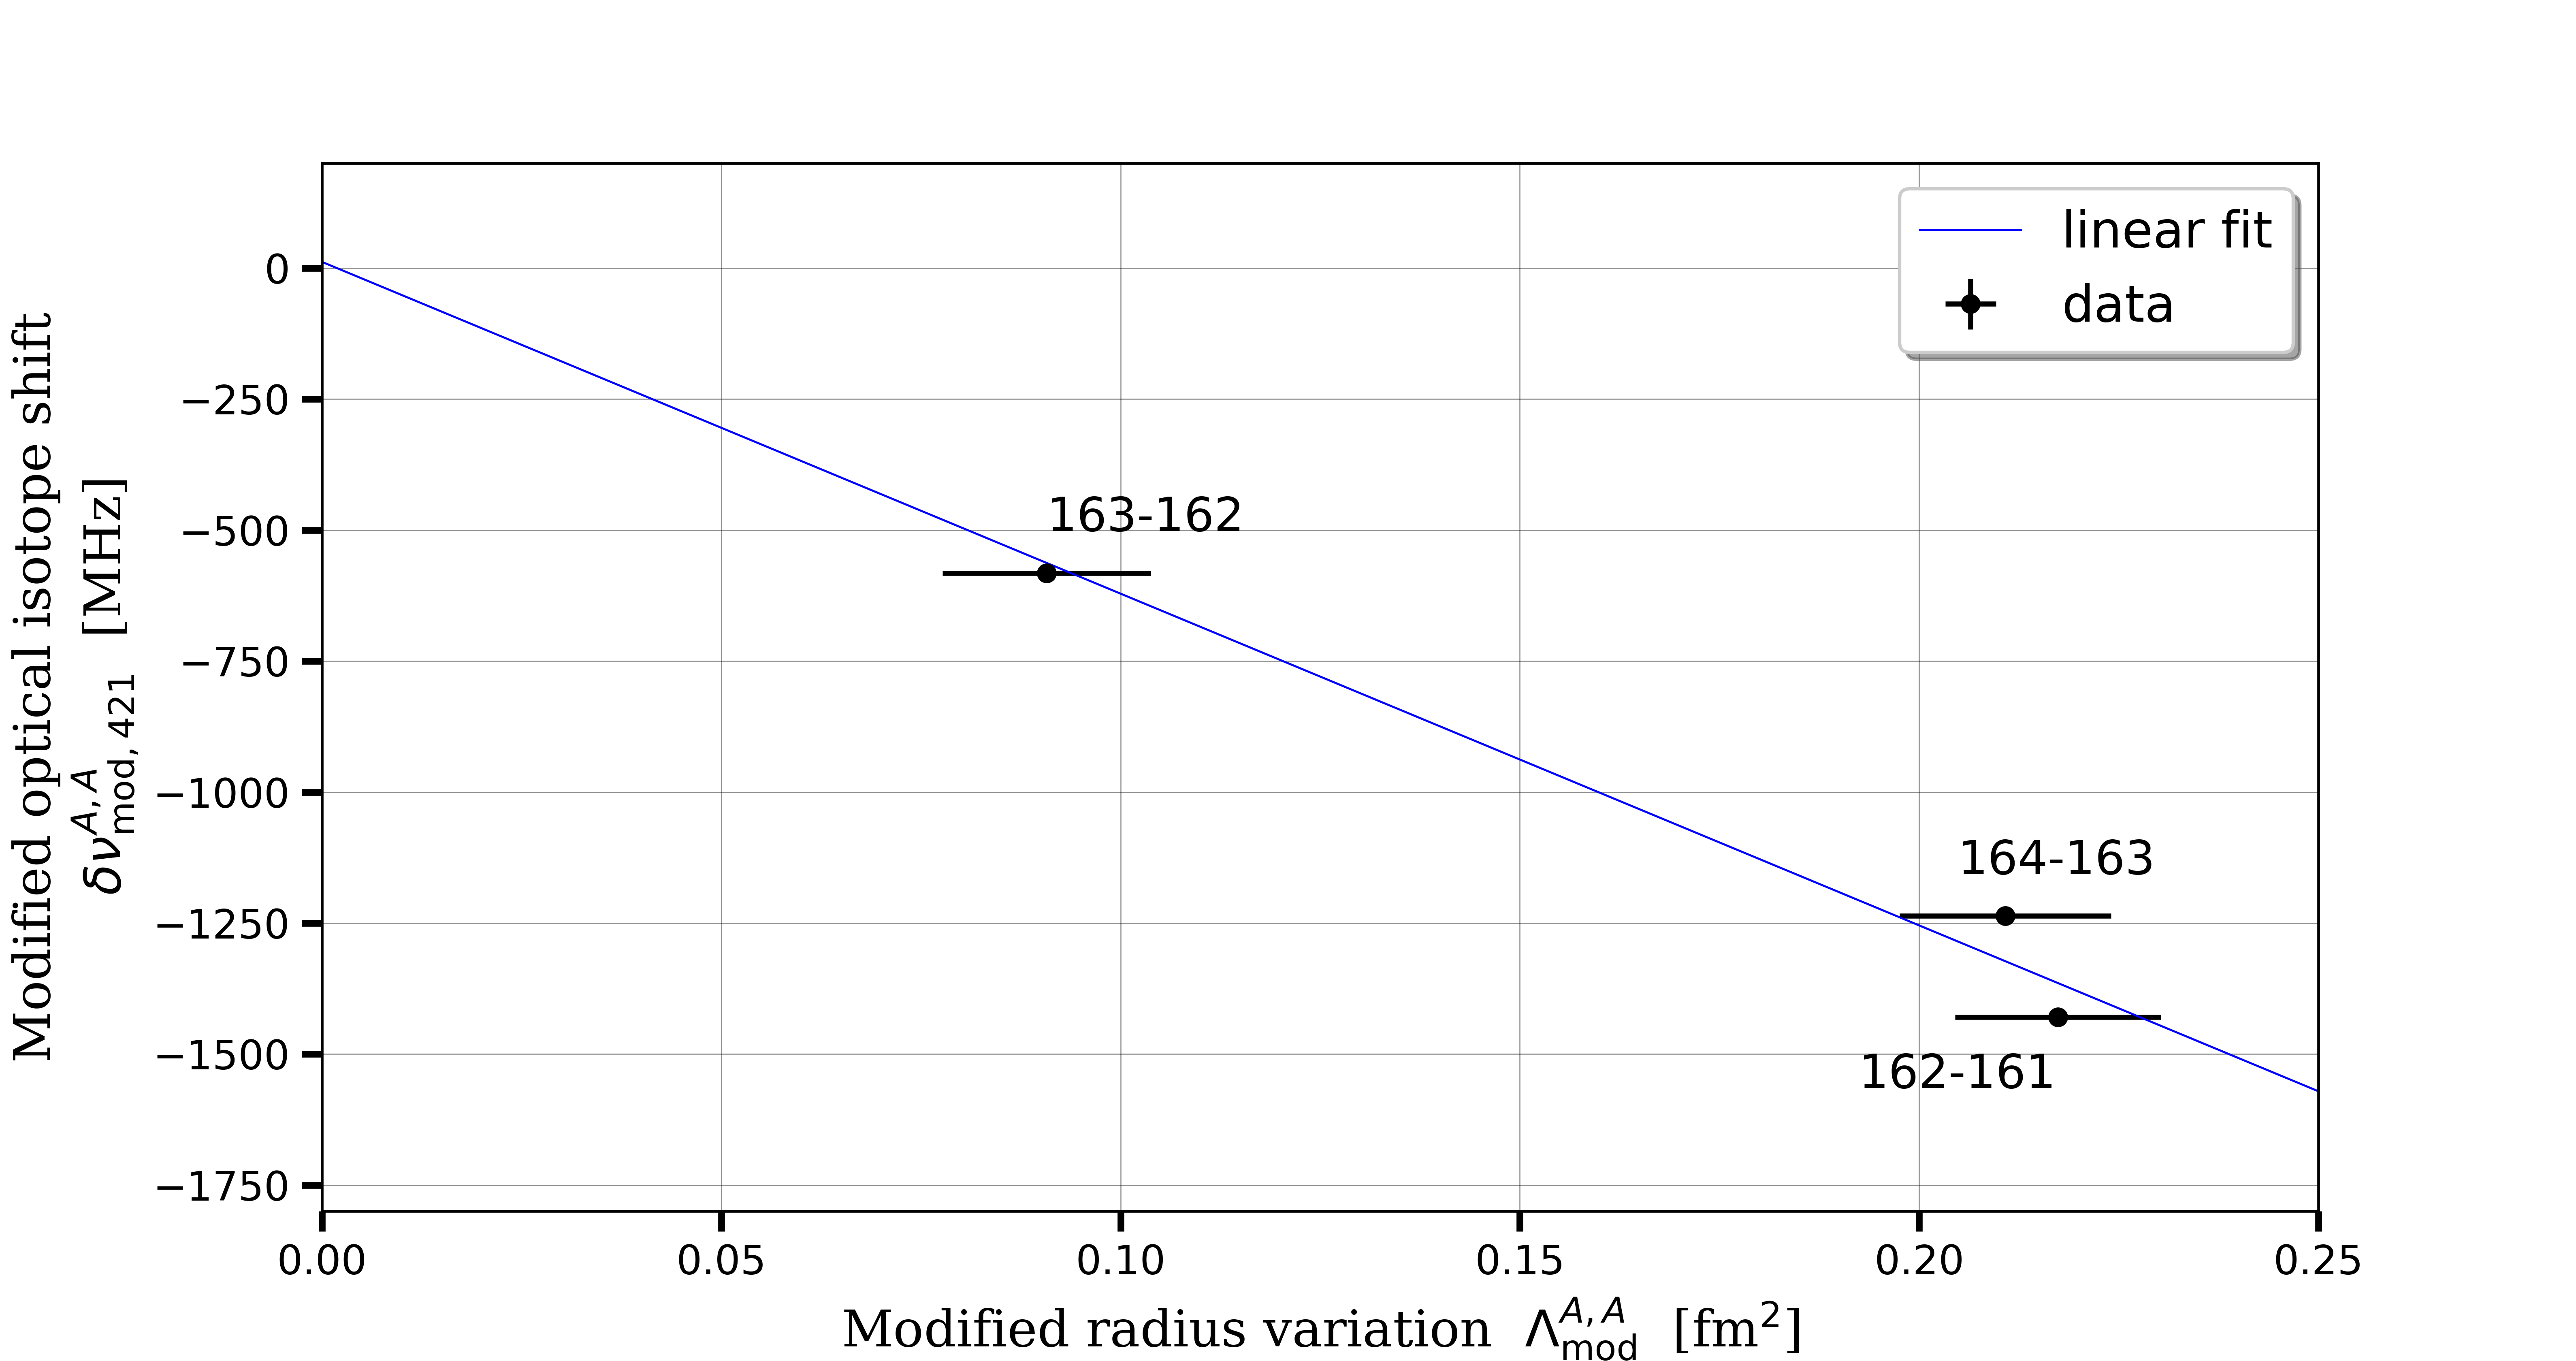 linear fit
data
0
−250
−500
−750
−1000
−1250
−1500
−1750
163-162
164-163
162-161
0.00 0.05 0.10 0.15 0.20 0.25
Modified radius variation Λ^{A, A}_{mod} [fm²]
Modified optical isotope shift
δν^{A, A}_{mod, 421} [MHz]